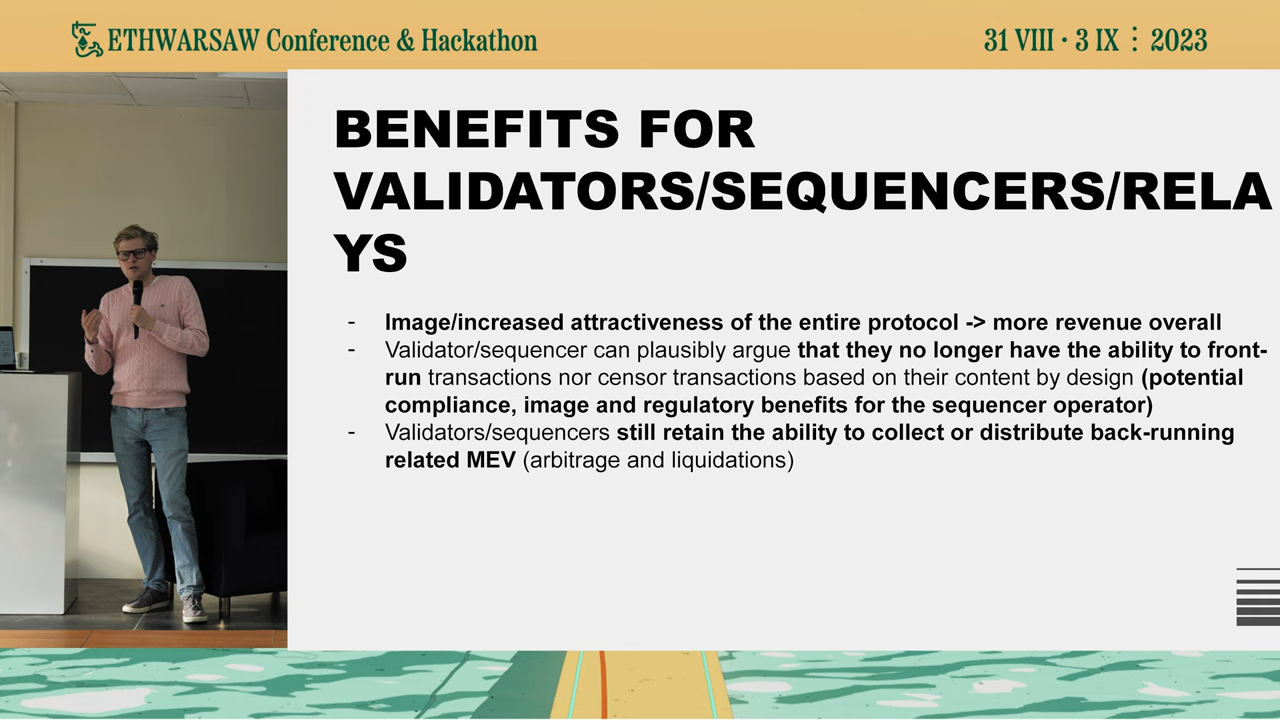 ETHWARSAW Conference & Hackathon
31 VIII · 3 IX ⋮ 2023
BENEFITS FOR
VALIDATORS/SEQUENCERS/RELA
YS
- Image/increased attractiveness of the entire protocol -> more revenue overall
- Validator/sequencer can plausibly argue that they no longer have the ability to front-
run transactions nor censor transactions based on their content by design (potential
compliance, image and regulatory benefits for the sequencer operator)
- Validators/sequencers still retain the ability to collect or distribute back-running
related MEV (arbitrage and liquidations)